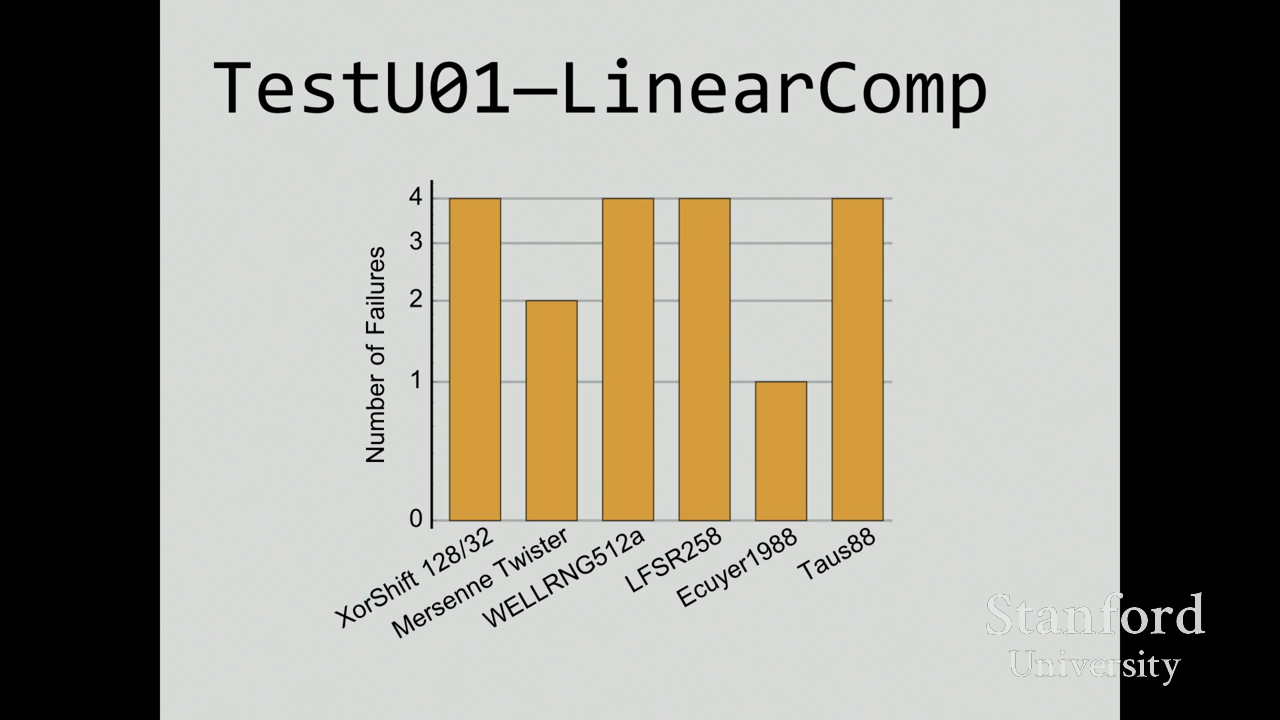 TestU01—LinearComp
Number of Failures
4
3
2
1
0
XorShift 128/32
Mersenne Twister
WELLRNG512a
LFSR258
Ecuyer1988
Taus88
Stanford
University